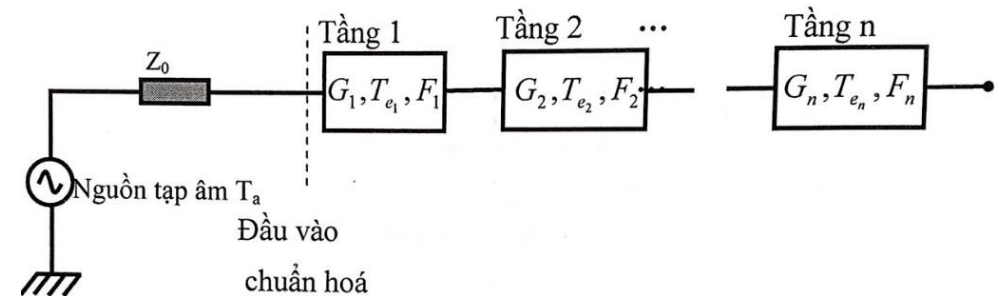 Tầng 1
Tầng 2
...
Tầng n
Z₀
G₁,Tₑ₁,F₁
G₂,Tₑ₂,F₂...
Gₙ,Tₑₙ,Fₙ
Nguồn tạp âm Tₐ
Đầu vào
chuẩn hoá